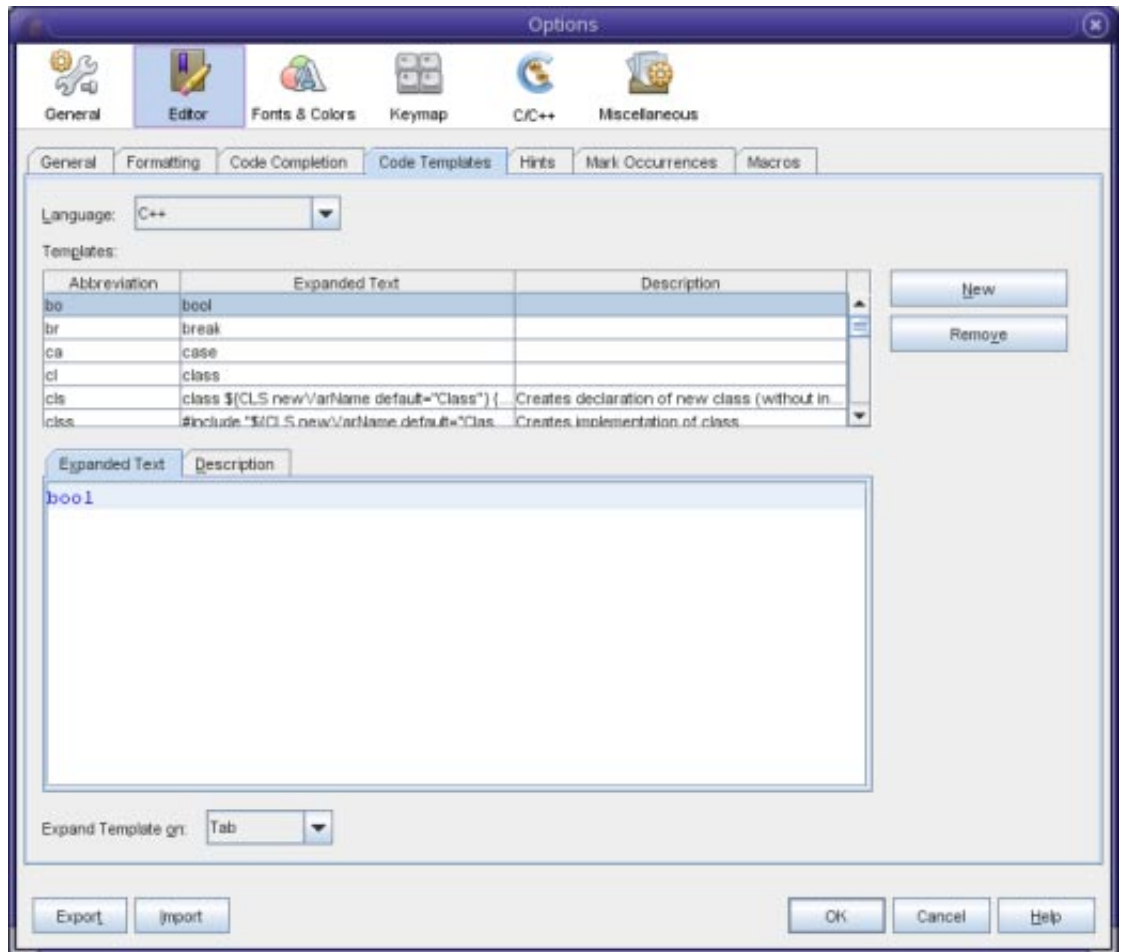 Options
General Editor Fonts & Colors Keymap C/C++ Miscellaneous
General Formatting Code Completion Code Templates Hints Mark Occurrences Macros
Language: C++
Templates:
Abbreviation Expanded Text Description
New
bo bool
br break
Remove
ca case
cl class
cls class ${CLS newVarName default="Class"} {... Creates declaration of new class (without in...
clss #include "${CLS newVarName default="Clas... Creates implementation of class
Expanded Text Description
bool
Expand Template on: Tab
Export Import OK Cancel Help